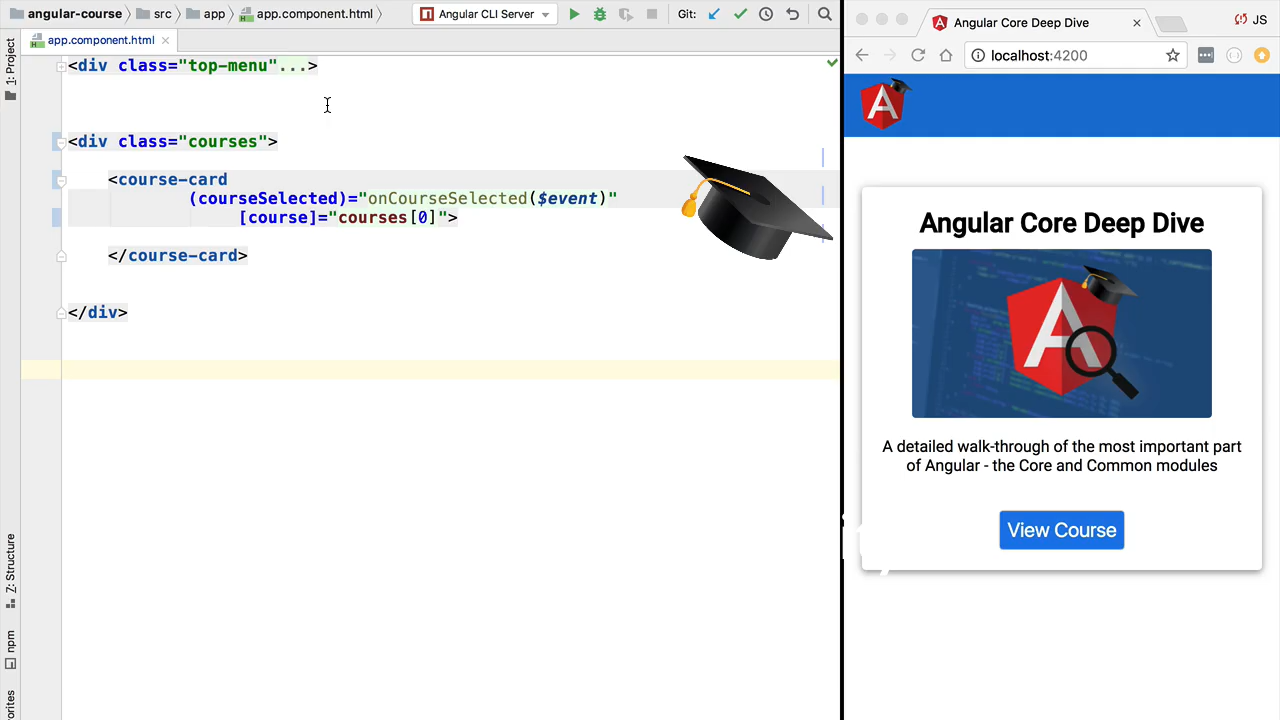 angular-course
src
app
app.component.html
Angular CLI Server
Git:
app.component.html
1: Project
<div class="top-menu"...>
<div class="courses">
<course-card
(courseSelected)="onCourseSelected($event)"
[course]="courses[0]">
</course-card>
</div>
Z: Structure
npm
Angular Core Deep Dive
JS
localhost:4200
Angular Core Deep Dive
A detailed walk-through of the most important part
of Angular - the Core and Common modules
View Course